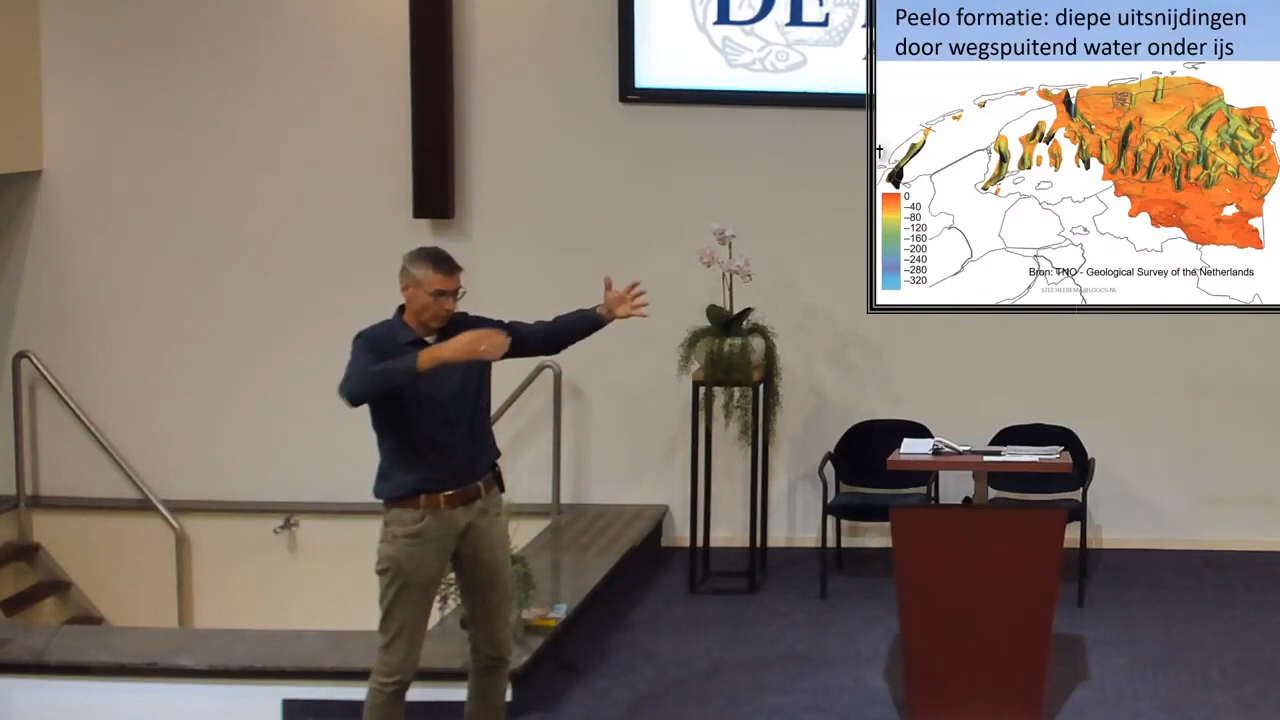 DE
Peelo formatie: diepe uitsnijdingen
door wegspuitend water onder ijs
0
–40
–80
–120
–160
–200
–240
–280
–320
Bron: TNO - Geological Survey of the Netherlands